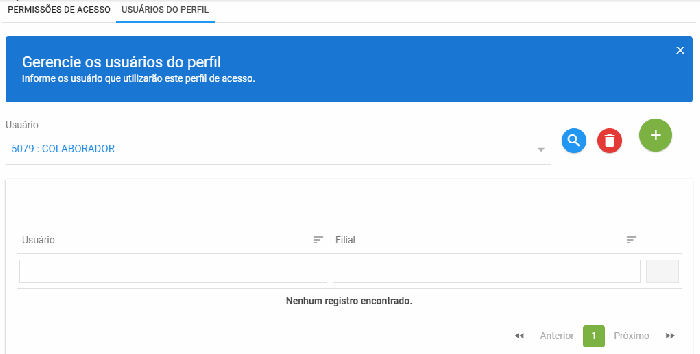 PERMISSÕES DE ACESSO USUÁRIOS DO PERFIL
Gerencie os usuários do perfil
Informe os usuário que utilizarão este perfil de acesso.
Usuário
5079 : COLABORADOR
Usuário Filial
Nenhum registro encontrado.
Anterior 1 Próximo